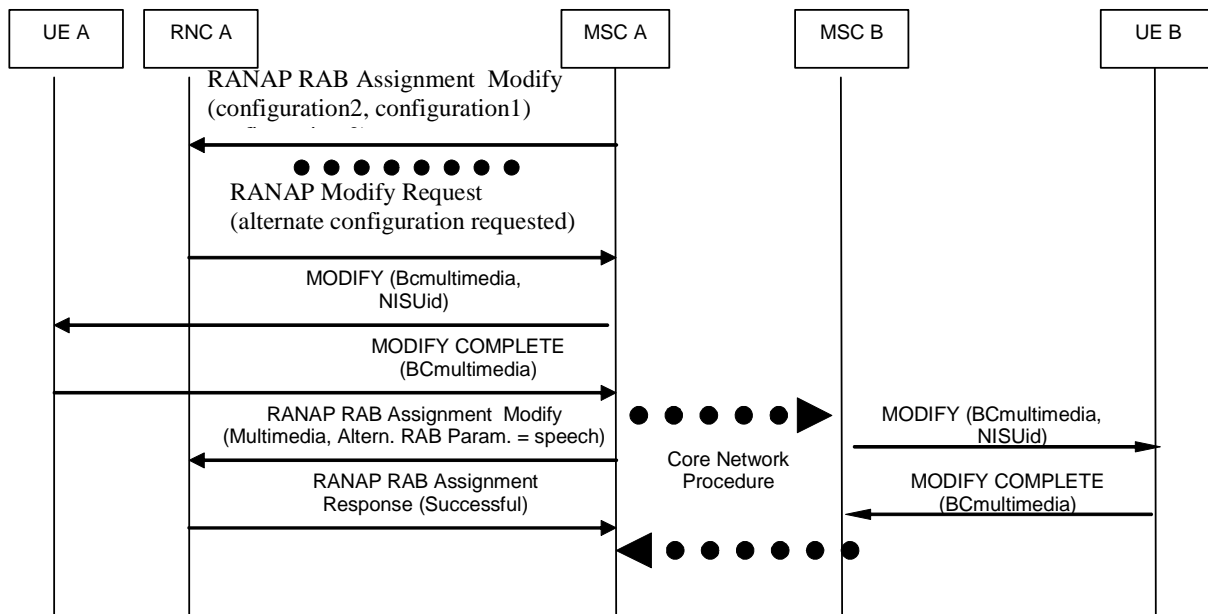 UE A
RNC A
MSC A
MSC B
UE B
RANAP RAB Assignment  Modify
(configuration2, configuration1)
RANAP Modify Request
(alternate configuration requested)
MODIFY (Bcmultimedia,
NISUid)
MODIFY COMPLETE
(BCmultimedia)
RANAP RAB Assignment  Modify
(Multimedia, Altern. RAB Param. = speech)
RANAP RAB Assignment
Response (Successful)
Core Network
Procedure
MODIFY (BCmultimedia,
NISUid)
MODIFY COMPLETE
(BCmultimedia)